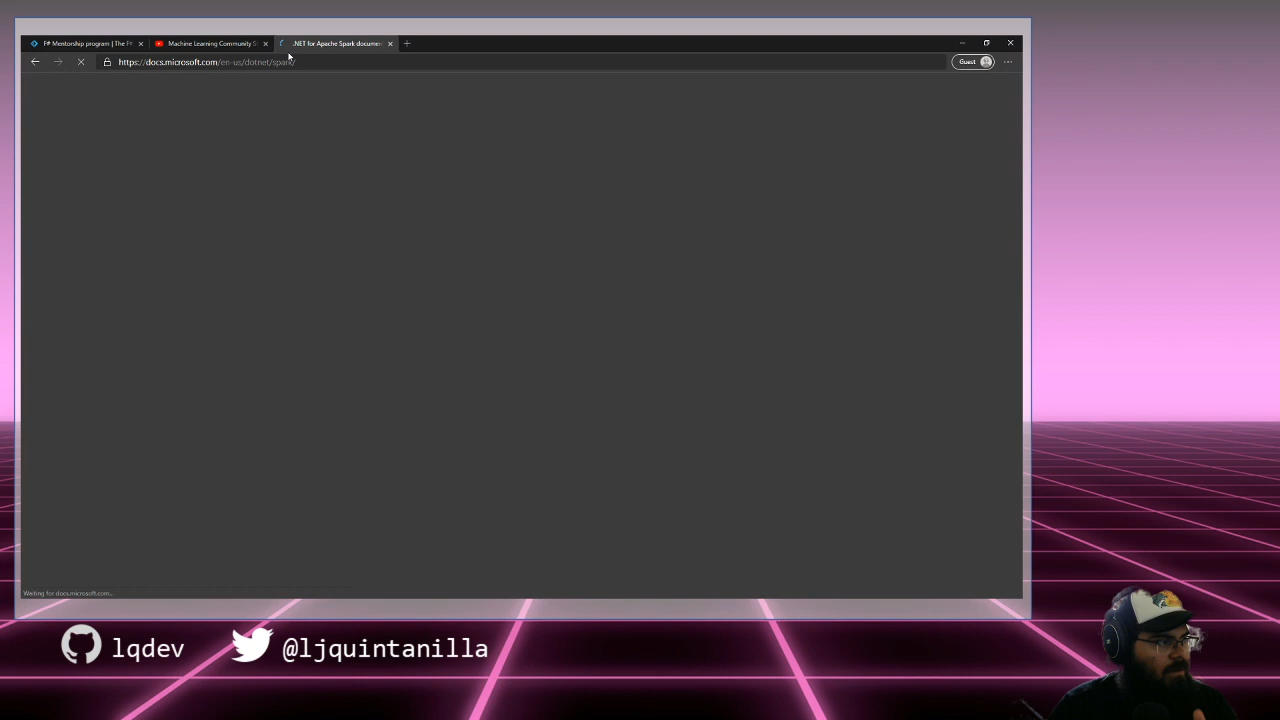 F# Mentorship program | The F#
Machine Learning Community S
.NET for Apache Spark documen
https://docs.microsoft.com/en-us/dotnet/spark/
Guest
Waiting for docs.microsoft.com...
lqdev
@ljquintanilla